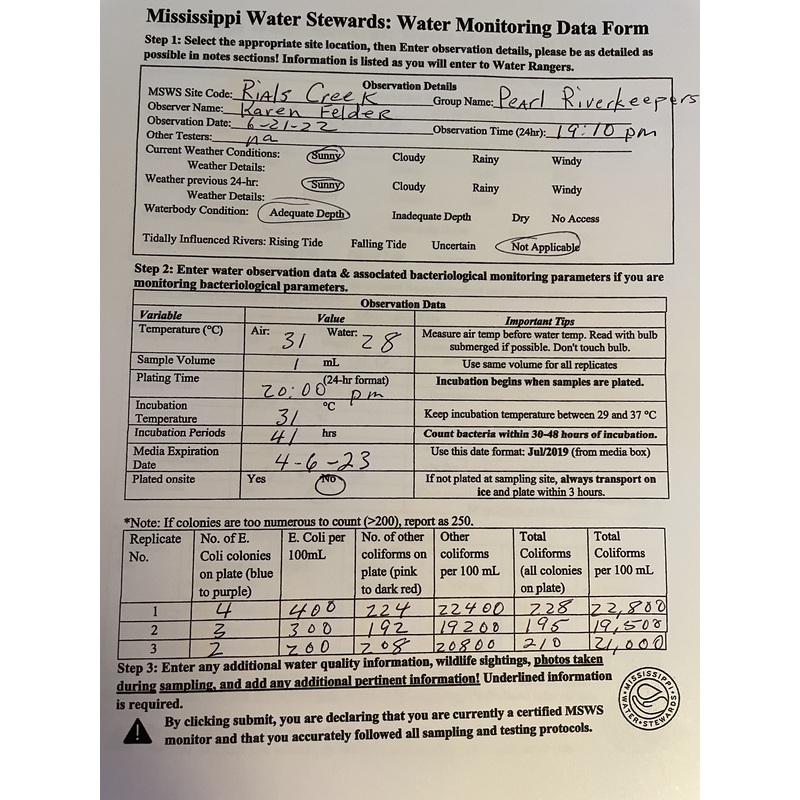 Mississippi Water Stewards: Water Monitoring Data Form
Step 1: Select the appropriate site location, then Enter observation details, please be as detailed as
possible in notes sections! Information is listed as you will enter to Water Rangers.
Observation Details
MSWS Site Code: Rials Creek Group Name: Pearl Riverkeepers
Observer Name: Karen Felder
Observation Date: 6-21-22 Observation Time (24hr): 19:10 pm
Other Testers: na
Current Weather Conditions: Sunny Cloudy Rainy Windy
Weather Details:
Weather previous 24-hr: Sunny Cloudy Rainy Windy
Weather Details:
Waterbody Condition: Adequate Depth Inadequate Depth Dry No Access
Tidally Influenced Rivers: Rising Tide Falling Tide Uncertain Not Applicable
Step 2: Enter water observation data & associated bacteriological monitoring parameters if you are
monitoring bacteriological parameters.
Observation Data
Variable Value Important Tips
Temperature (°C) Air: 31 Water: 28 Measure air temp before water temp. Read with bulb
submerged if possible. Don't touch bulb.
Sample Volume 1 mL Use same volume for all replicates
Plating Time 20:00 pm (24-hr format) Incubation begins when samples are plated.
Incubation
Temperature 31 °C Keep incubation temperature between 29 and 37 °C
Incubation Periods 41 hrs Count bacteria within 30-48 hours of incubation.
Media Expiration
Date 4-6-23 Use this date format: Jul/2019 (from media box)
Plated onsite Yes No If not plated at sampling site, always transport on
ice and plate within 3 hours.
*Note: If colonies are too numerous to count (>200), report as 250.
Replicate No. of E. E. Coli per No. of other Other Total Total
No. Coli colonies 100mL coliforms on coliforms Coliforms Coliforms
on plate (blue plate (pink per 100 mL (all colonies per 100 mL
to purple) to dark red) on plate)
1 4 400 224 22400 228 22,800
2 3 300 192 19200 195 19,500
3 2 200 208 20800 210 21,000
Step 3: Enter any additional water quality information, wildlife sightings, photos taken
during sampling, and add any additional pertinent information! Underlined information
is required.
By clicking submit, you are declaring that you are currently a certified MSWS
monitor and that you accurately followed all sampling and testing protocols.
MISSISSIPPI
WATER STEWARDS